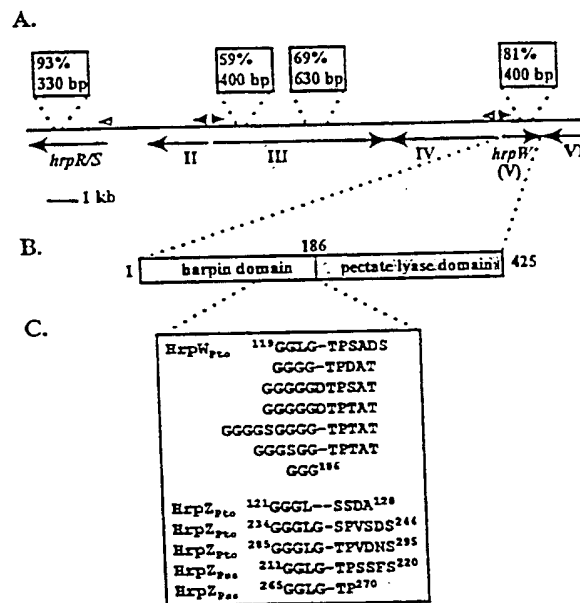 A.
93% 59% 69% 81%
330 bp 400 bp 630 bp 400 bp
hrpR/S II III IV hrpW VI
(V)
1 kb
B.
186
1 harpin domain pectate lyase domain 425
C.
HrpWPto 119GGLG-TPSADS
GGGG-TPDAT
GGGGGDTPSAT
GGGGGDTPTAT
GGGGSGGGG-TPTAT
GGGSGG-TPTAT
GGG186
HrpZPto 121GGGL--SSDA128
HrpZPto 234GGGLG-SPVSDS244
HrpZPto 285GGGLG-TPVDNS295
HrpZPss 211GGLG-TPSSFS220
HrpZPss 265GGLG-TP270